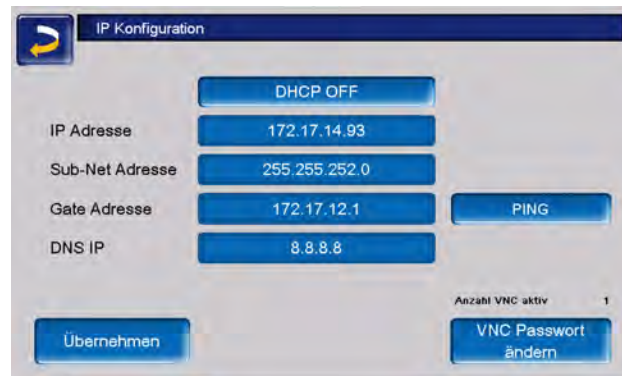 IP Konfiguration
DHCP OFF
IP Adresse 172.17.14.93
Sub-Net Adresse 255.255.252.0
Gate Adresse 172.17.12.1 PING
DNS IP 8.8.8.8
Anzahl VNC aktiv 1
Übernehmen
VNC Passwort
ändern